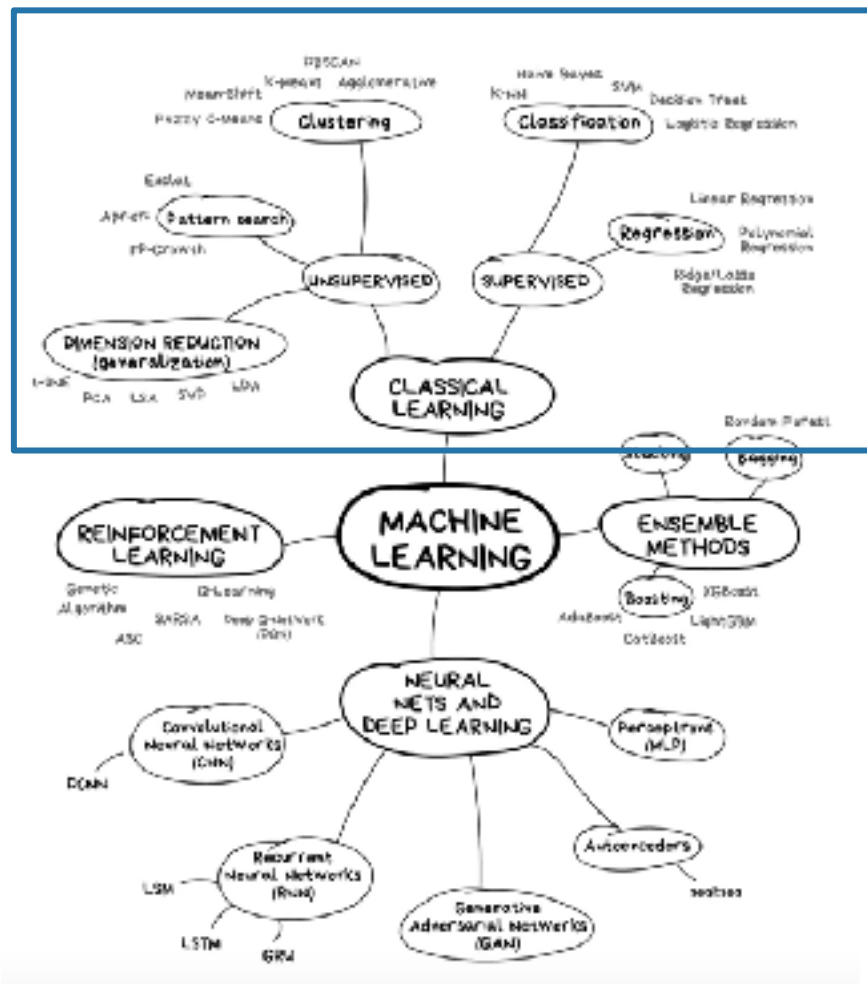 DBSCAN
K-Means Agglomerative
Mean-Shift
Fuzzy C-Means
Clustering
Naive Bayes
K-NN
SVM
Decision Trees
Classification
Logistic Regression
Eaclat
Apriori
Pattern search
FP-Growth
Linear Regression
Regression
Polynomial
Regression
Ridge/Lasso
Regression
UNSUPERVISED
SUPERVISED
DIMENSION REDUCTION
(generalization)
t-SNE
PCA
LSA
SVD
LDA
CLASSICAL
LEARNING
Random Forest
Stacking
Bagging
REINFORCEMENT
LEARNING
MACHINE
LEARNING
ENSEMBLE
METHODS
Genetic
Algorithm
Q-Learning
SARSA
Deep Q-Network
(DQN)
Boosting
XGBoost
AdaBoost
LightGBM
CatBoost
NEURAL
NETS AND
DEEP LEARNING
Convolutional
Neural Networks
(CNN)
DCNN
Perceptrons
(MLP)
Recurrent
Neural Networks
(RNN)
Autoencoders
seq2seq
LSM
LSTM
GRU
Generative
Adversarial Networks
(GAN)